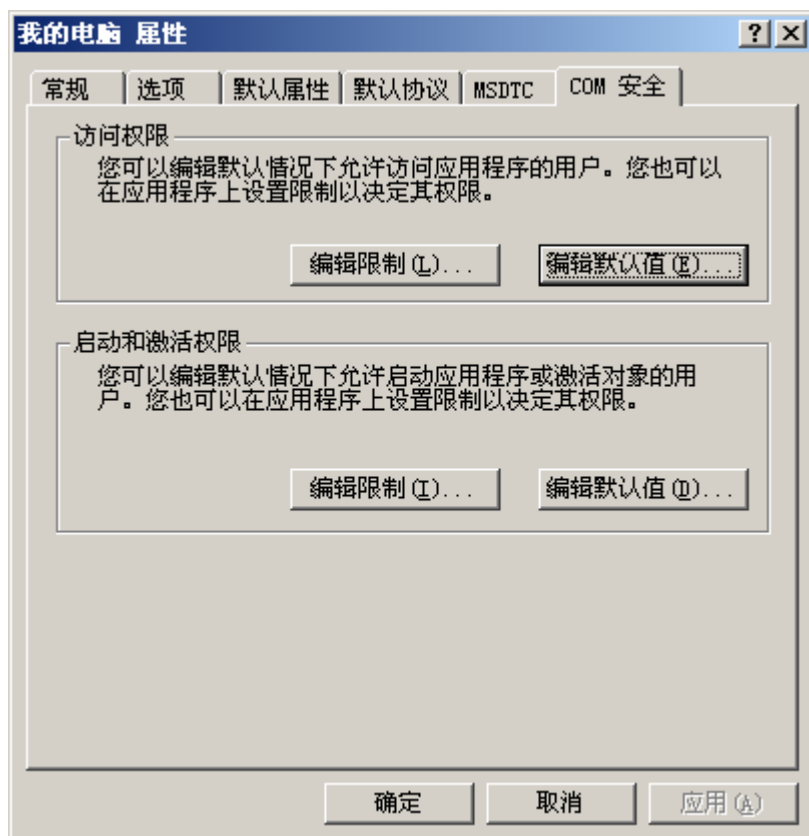 我的电脑 属性
常规 选项 默认属性 默认协议 MSDTC COM 安全
访问权限
您可以编辑默认情况下允许访问应用程序的用户。您也可以
在应用程序上设置限制以决定其权限。
编辑限制(L)... 编辑默认值(E)...
启动和激活权限
您可以编辑默认情况下允许启动应用程序或激活对象的用
户。您也可以在应用程序上设置限制以决定其权限。
编辑限制(I)... 编辑默认值(D)...
确定 取消 应用(A)